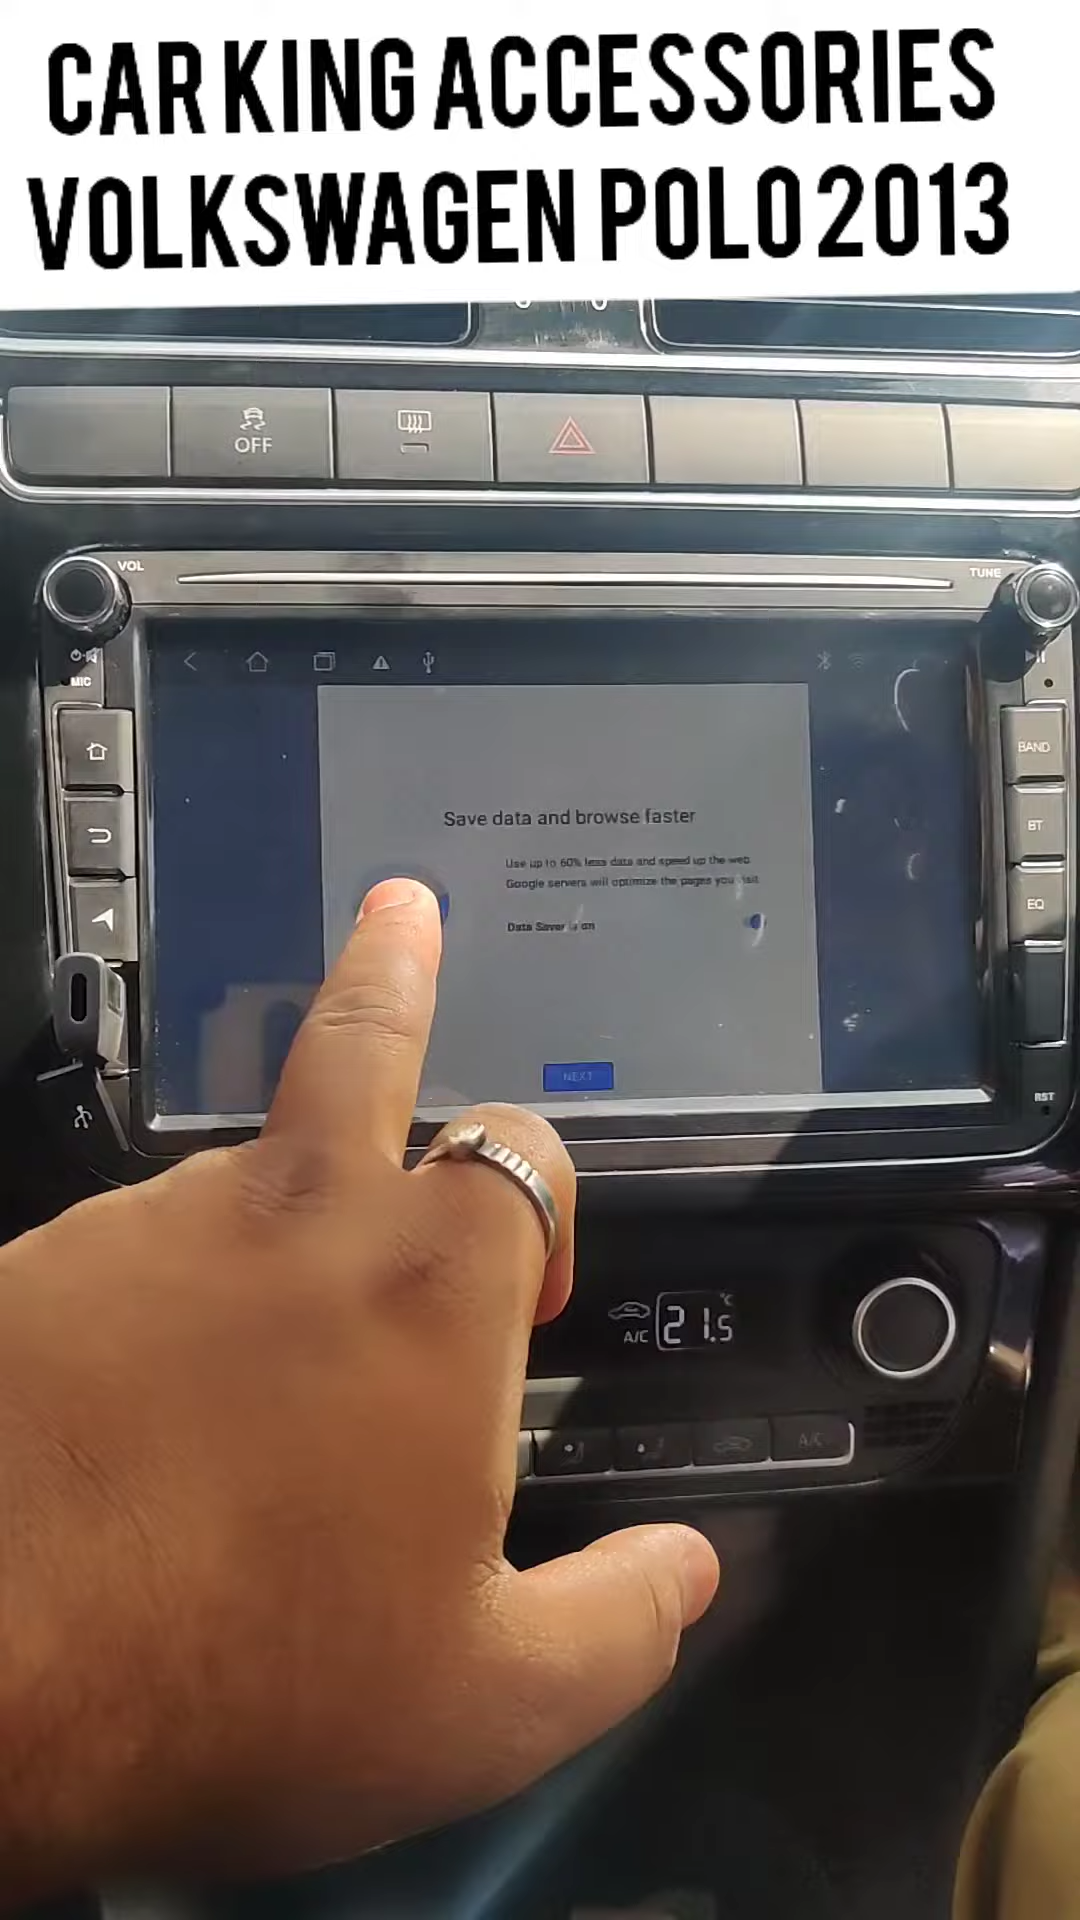 CAR KING ACCESSORIES
VOLKSWAGEN POLO 2013
OFF
VOL
TUNE
MIC
BAND
BT
EQ
RST
Save data and browse faster
Use up to 60% less data and speed up the web.
Google servers will optimize the pages you visit.
Data Saver is on
NEXT
A/C
21.5
°C
A/C